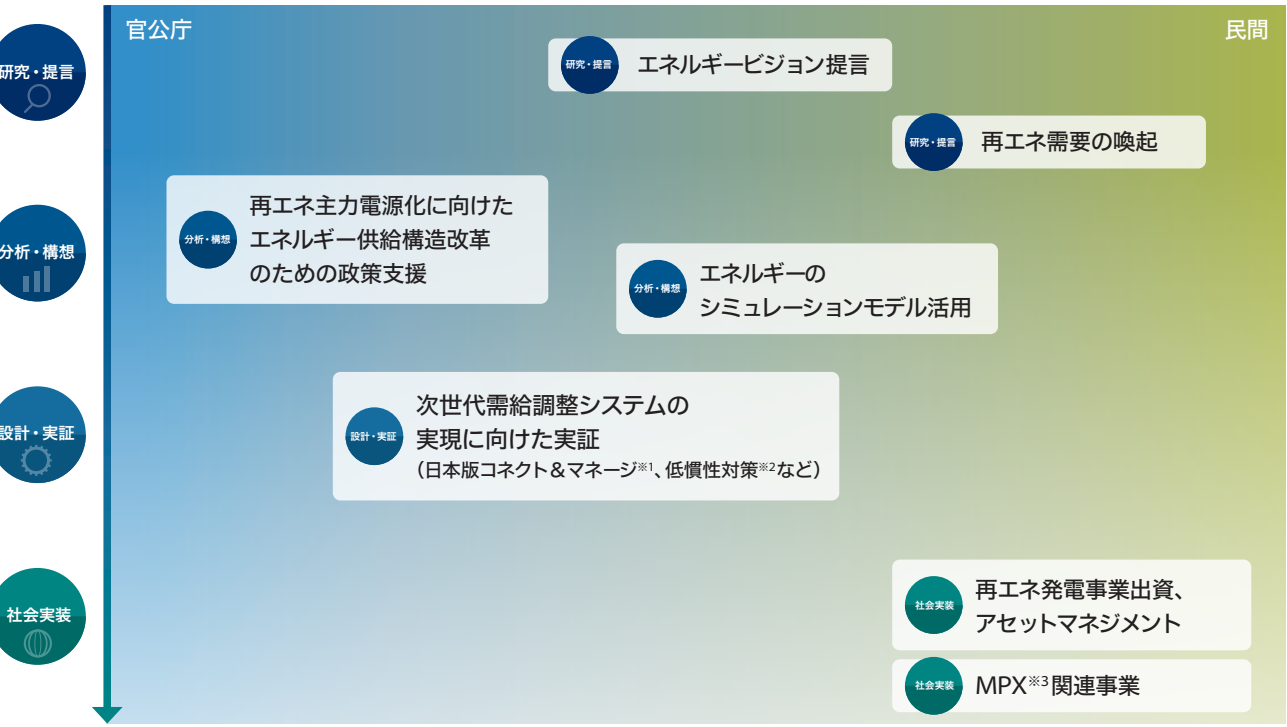 官公庁
民間
研究・提言
研究・提言
エネルギービジョン提言
研究・提言
再エネ需要の喚起
分析・構想
分析・構想
再エネ主力電源化に向けた
エネルギー供給構造改革
のための政策支援
分析・構想
エネルギーの
シミュレーションモデル活用
設計・実証
設計・実証
次世代需給調整システムの
実現に向けた実証
（日本版コネクト＆マネージ※1、低慣性対策※2など）
社会実装
社会実装
再エネ発電事業出資、
アセットマネジメント
社会実装
MPX※3関連事業